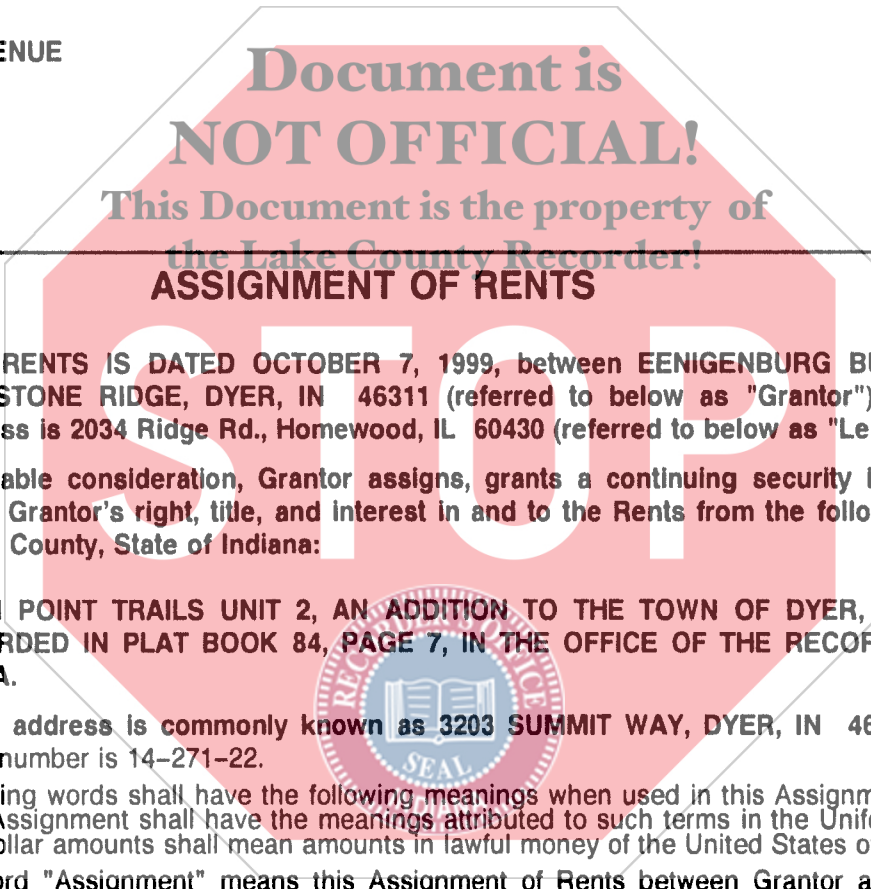 ENUE
Document is
NOT OFFICIAL!
This Document is the property of
the Lake County Recorder!
ASSIGNMENT OF RENTS
STOP
RENTS IS DATED OCTOBER 7, 1999, between EENIGENBURG BU
STONE RIDGE, DYER, IN 46311 (referred to below as "Grantor")
ss is 2034 Ridge Rd., Homewood, IL 60430 (referred to below as "Le
able consideration, Grantor assigns, grants a continuing security i
Grantor's right, title, and interest in and to the Rents from the follo
County, State of Indiana:
POINT TRAILS UNIT 2, AN ADDITION TO THE TOWN OF DYER,
RDED IN PLAT BOOK 84, PAGE 7, IN THE OFFICE OF THE RECOR
A.
address is commonly known as 3203 SUMMIT WAY, DYER, IN 46
number is 14-271-22.
RECORDER'S OFFICE
SEAL
INDIANA
ing words shall have the following meanings when used in this Assignm
Assignment shall have the meanings attributed to such terms in the Unifo
ollar amounts shall mean amounts in lawful money of the United States o
ord "Assignment" means this Assignment of Rents between Grantor a